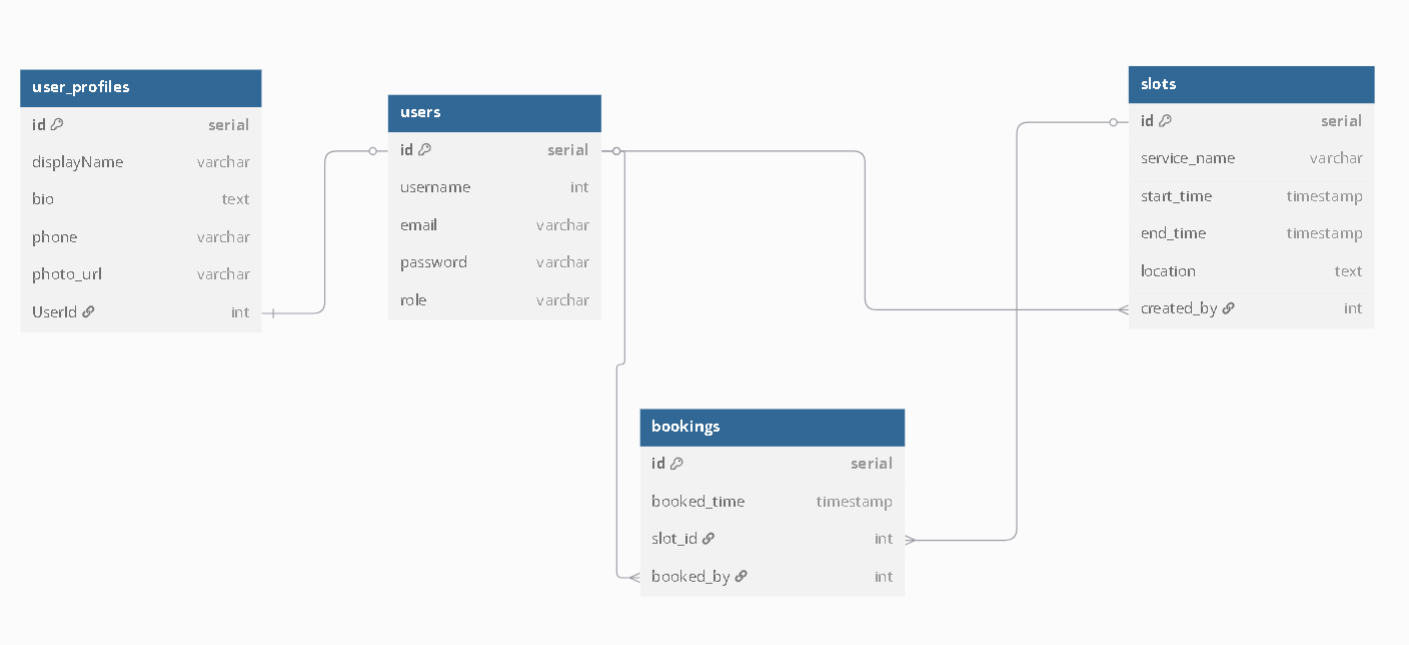 user_profiles
id serial
displayName varchar
bio text
phone varchar
photo_url varchar
UserId int
users
id serial
username int
email varchar
password varchar
role varchar
slots
id serial
service_name varchar
start_time timestamp
end_time timestamp
location text
created_by int
bookings
id serial
booked_time timestamp
slot_id int
booked_by int